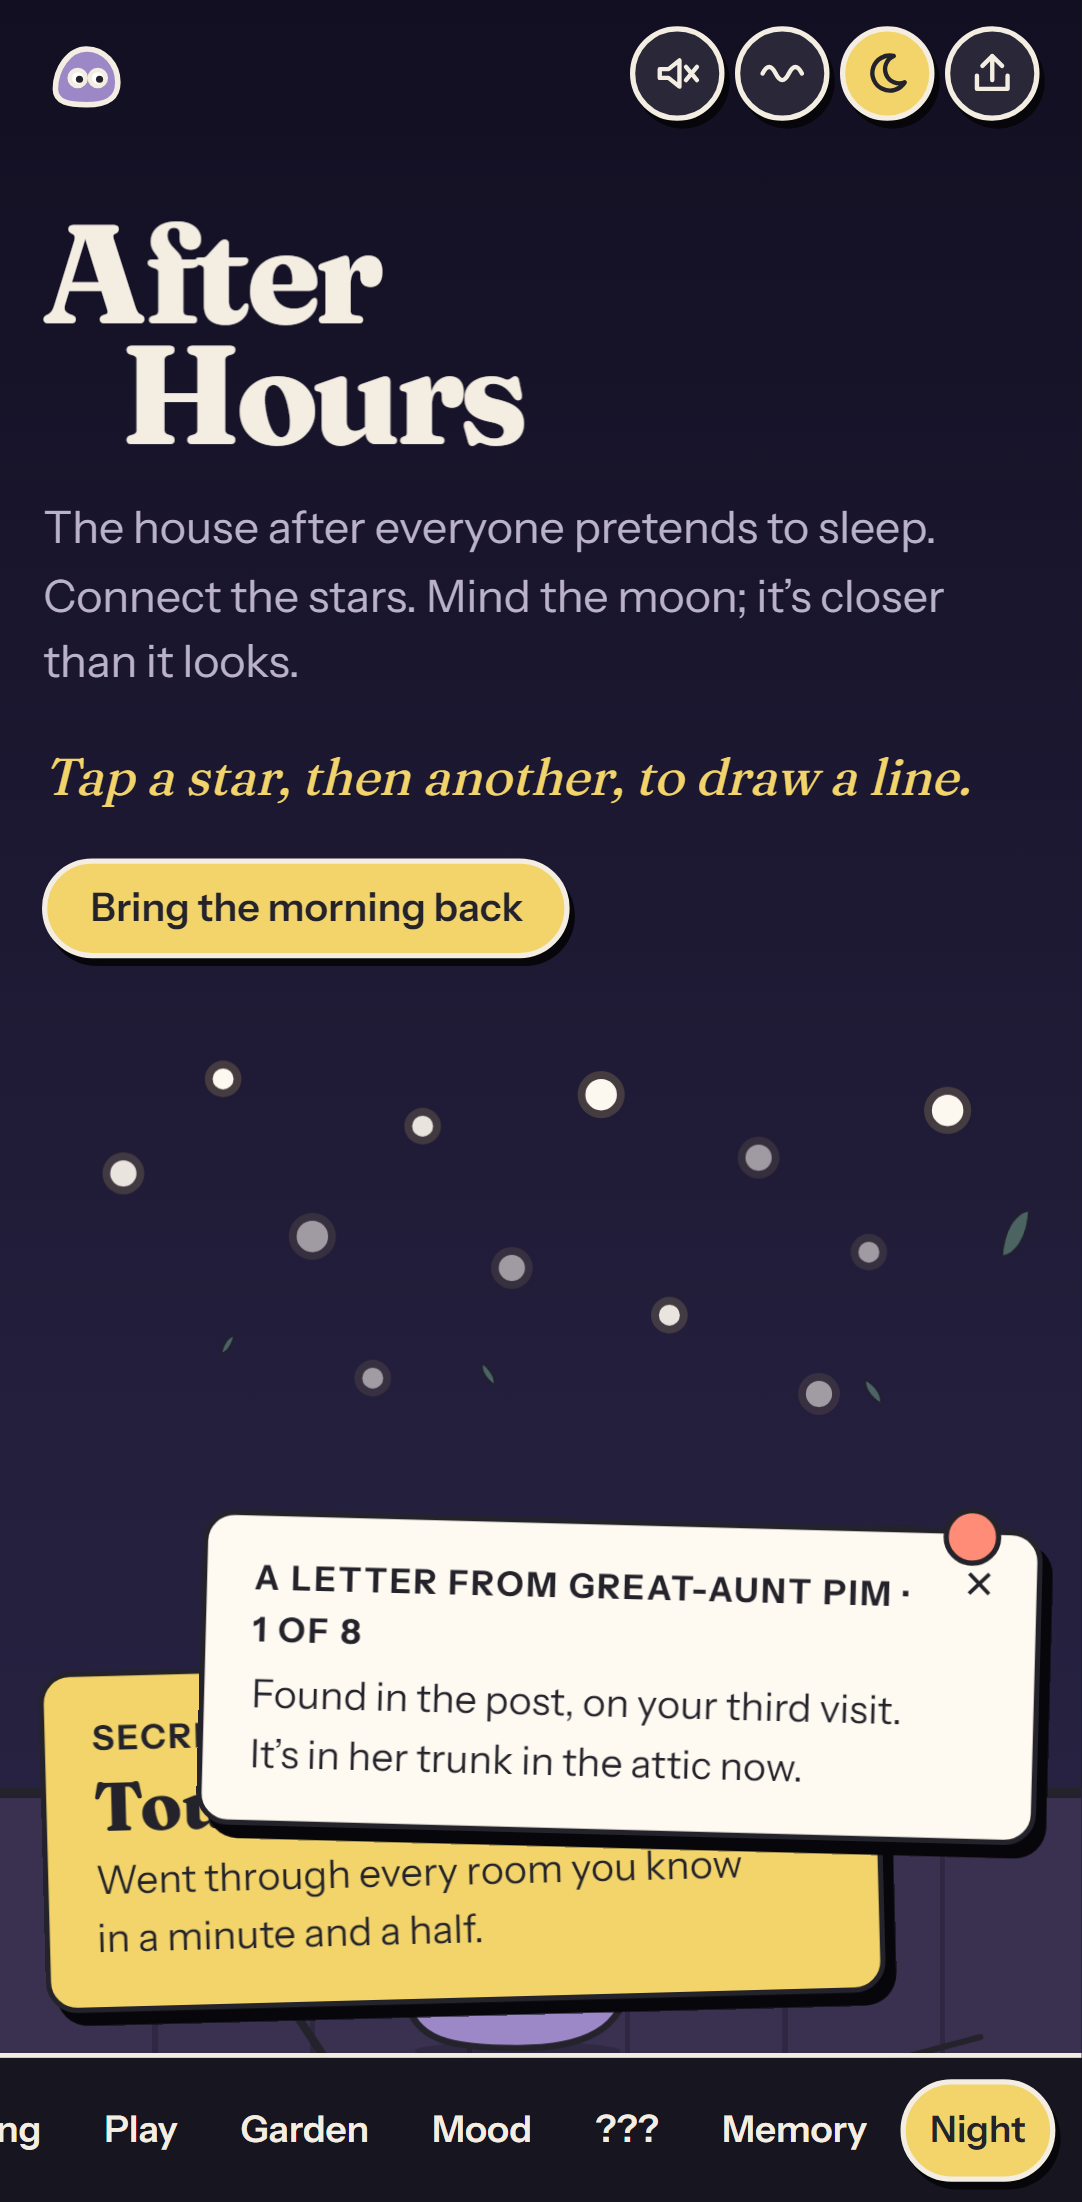 After
Hours
The house after everyone pretends to sleep.
Connect the stars. Mind the moon; it’s closer
than it looks.
Tap a star, then another, to draw a line.
Bring the morning back
A LETTER FROM GREAT-AUNT PIM ·
1 OF 8
Found in the post, on your third visit.
It’s in her trunk in the attic now.
Went through every room you know
in a minute and a half.
Play
Garden
Mood
???
Memory
Night